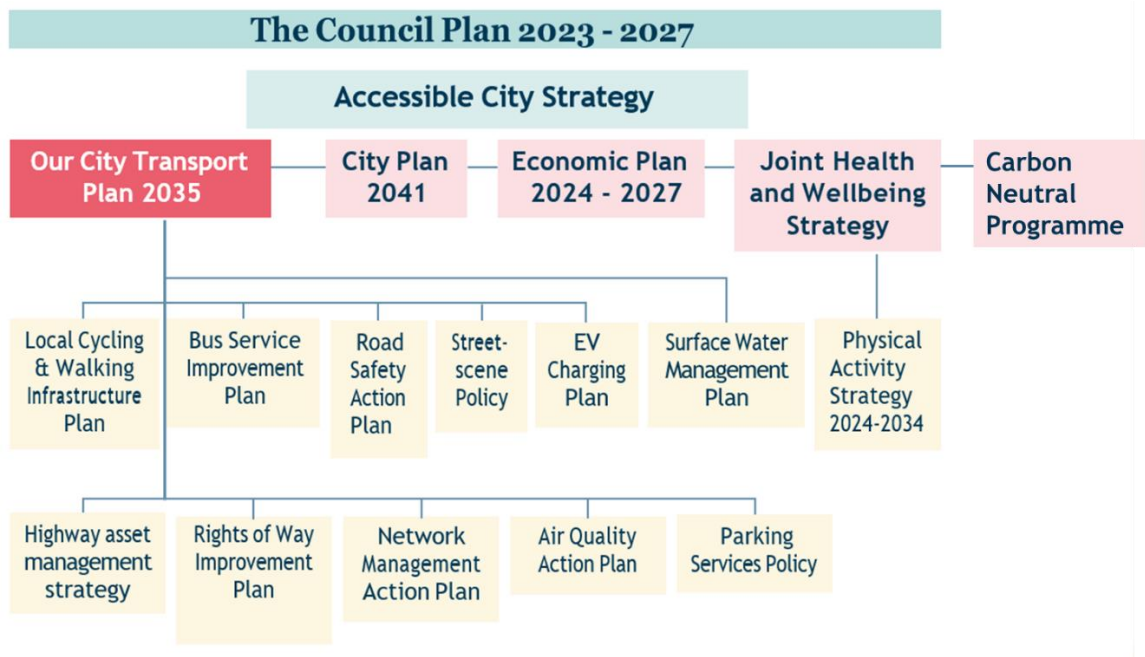 The Council Plan 2023 - 2027
Accessible City Strategy
Our City Transport
Plan 2035
City Plan
2041
Economic Plan
2024 - 2027
Joint Health
and Wellbeing
Strategy
Carbon
Neutral
Programme
Local Cycling
& Walking
Infrastructure
Plan
Bus Service
Improvement
Plan
Road
Safety
Action
Plan
Street-
scene
Policy
EV
Charging
Plan
Surface Water
Management
Plan
Physical
Activity
Strategy
2024-2034
Highway asset
management
strategy
Rights of Way
Improvement
Plan
Network
Management
Action Plan
Air Quality
Action Plan
Parking
Services Policy